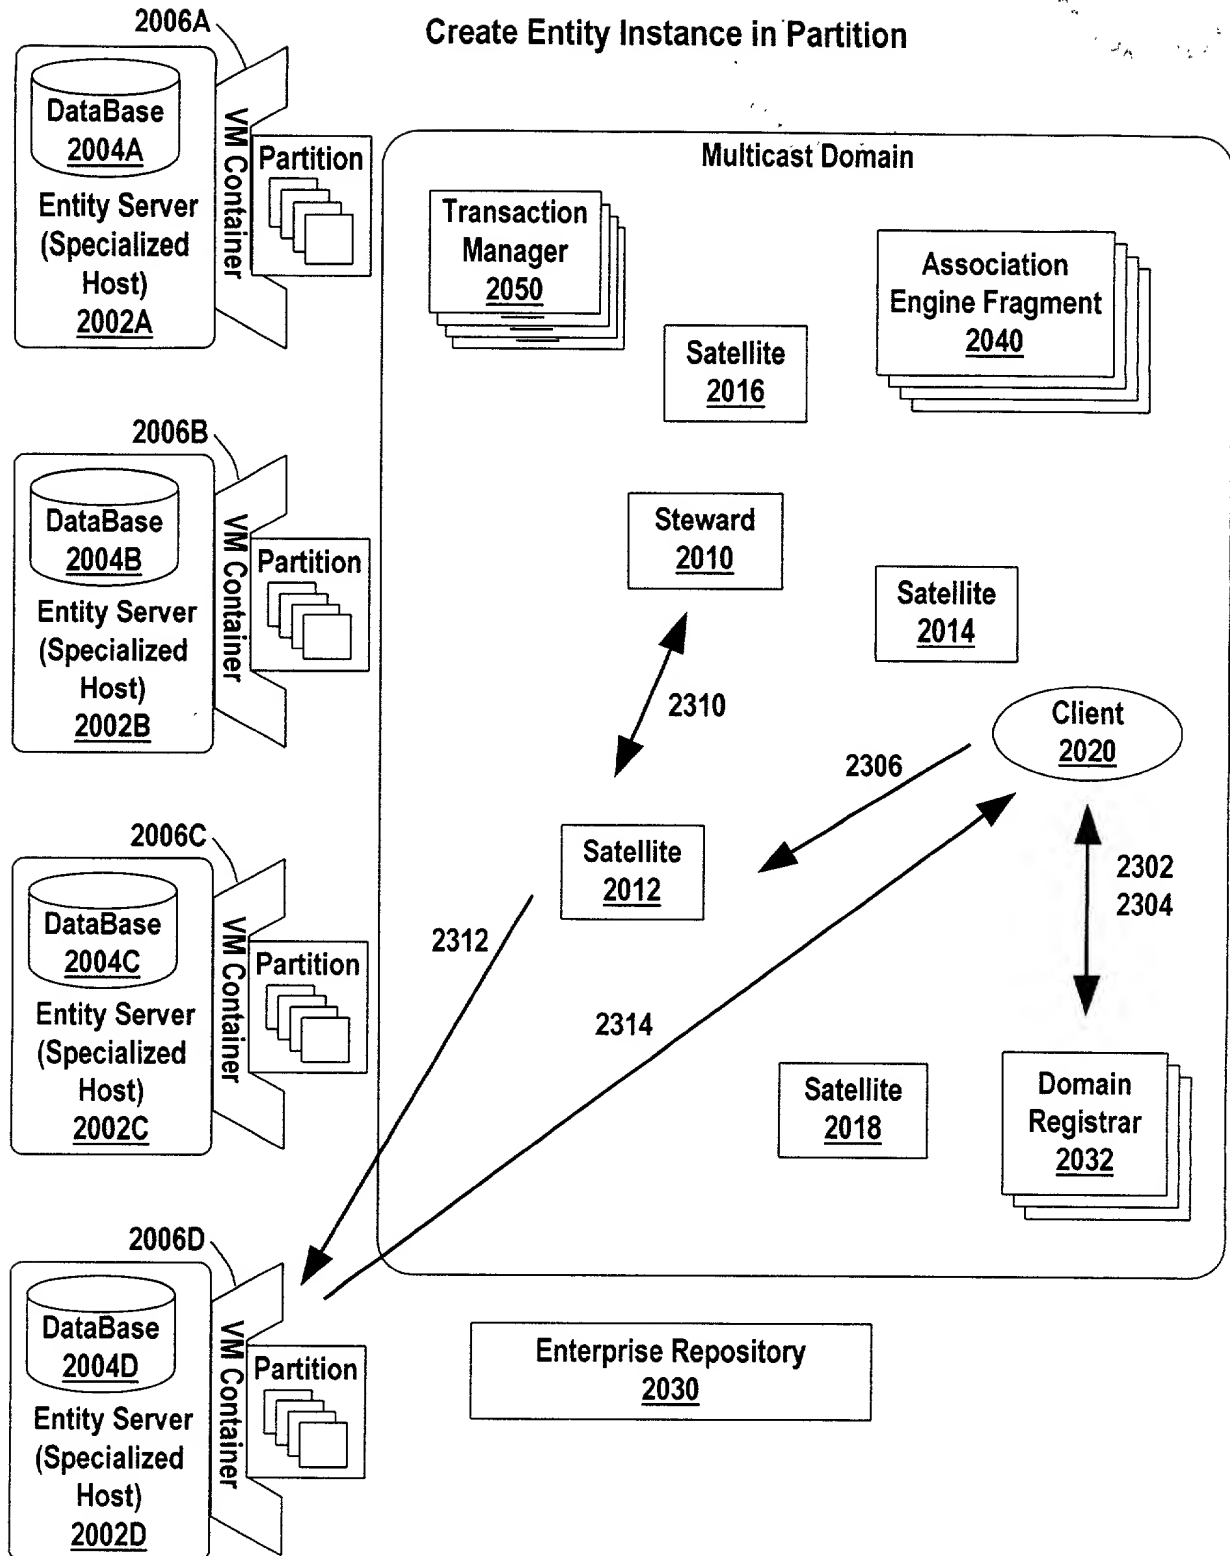 Create Entity Instance in Partition
2006A
DataBase
2004A
Entity Server
(Specialized
Host)
2002A
VM Container
Partition
2006B
DataBase
2004B
Entity Server
(Specialized
Host)
2002B
VM Container
Partition
2006C
DataBase
2004C
Entity Server
(Specialized
Host)
2002C
VM Container
Partition
2006D
DataBase
2004D
Entity Server
(Specialized
Host)
2002D
VM Container
Partition
Multicast Domain
Transaction
Manager
2050
Association
Engine Fragment
2040
Satellite
2016
Steward
2010
Satellite
2014
2310
Client
2020
2306
Satellite
2012
2302
2304
2312
2314
Satellite
2018
Domain
Registrar
2032
Enterprise Repository
2030